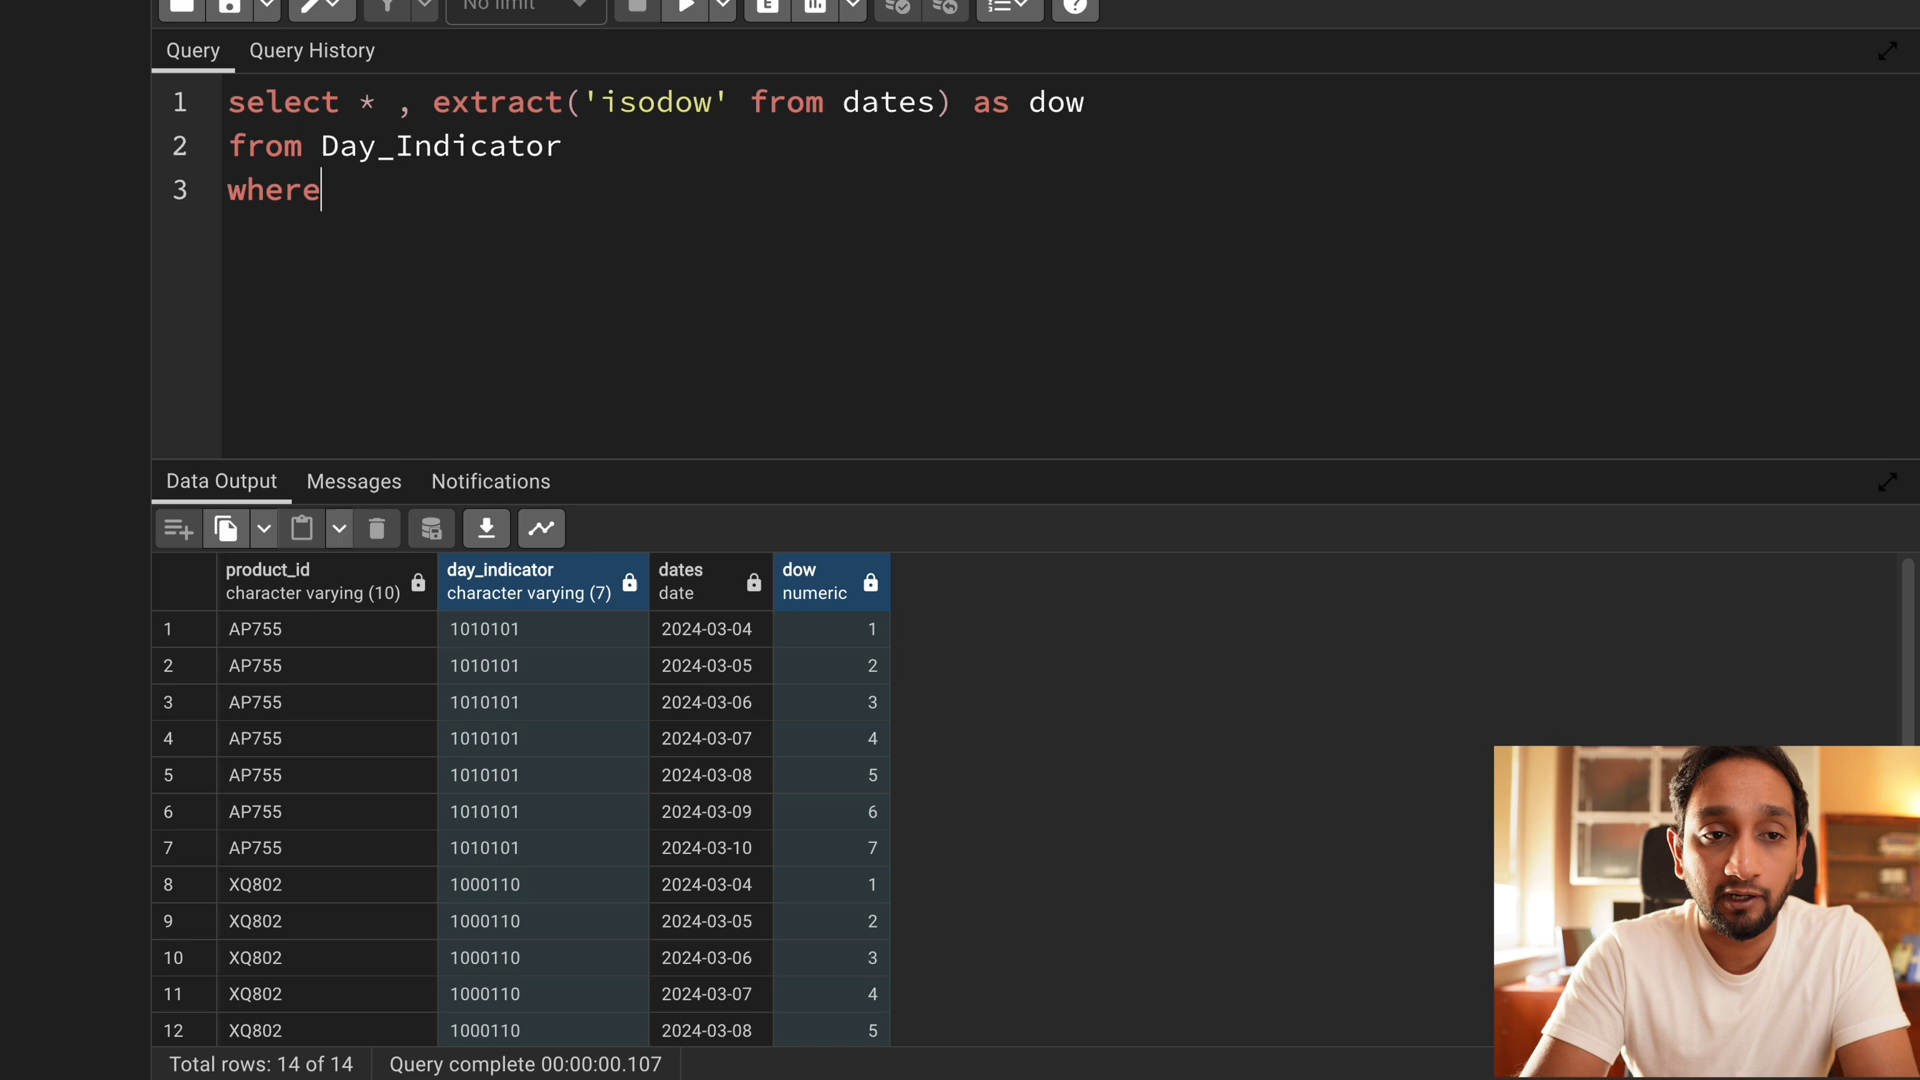 No limit
Query Query History
1 select * , extract('isodow' from dates) as dow
2 from Day_Indicator
3 where
Data Output Messages Notifications
product_id day_indicator dates dow
character varying (10) character varying (7) date numeric
1 AP755 1010101 2024-03-04 1
2 AP755 1010101 2024-03-05 2
3 AP755 1010101 2024-03-06 3
4 AP755 1010101 2024-03-07 4
5 AP755 1010101 2024-03-08 5
6 AP755 1010101 2024-03-09 6
7 AP755 1010101 2024-03-10 7
8 XQ802 1000110 2024-03-04 1
9 XQ802 1000110 2024-03-05 2
10 XQ802 1000110 2024-03-06 3
11 XQ802 1000110 2024-03-07 4
12 XQ802 1000110 2024-03-08 5
Total rows: 14 of 14 Query complete 00:00:00.107